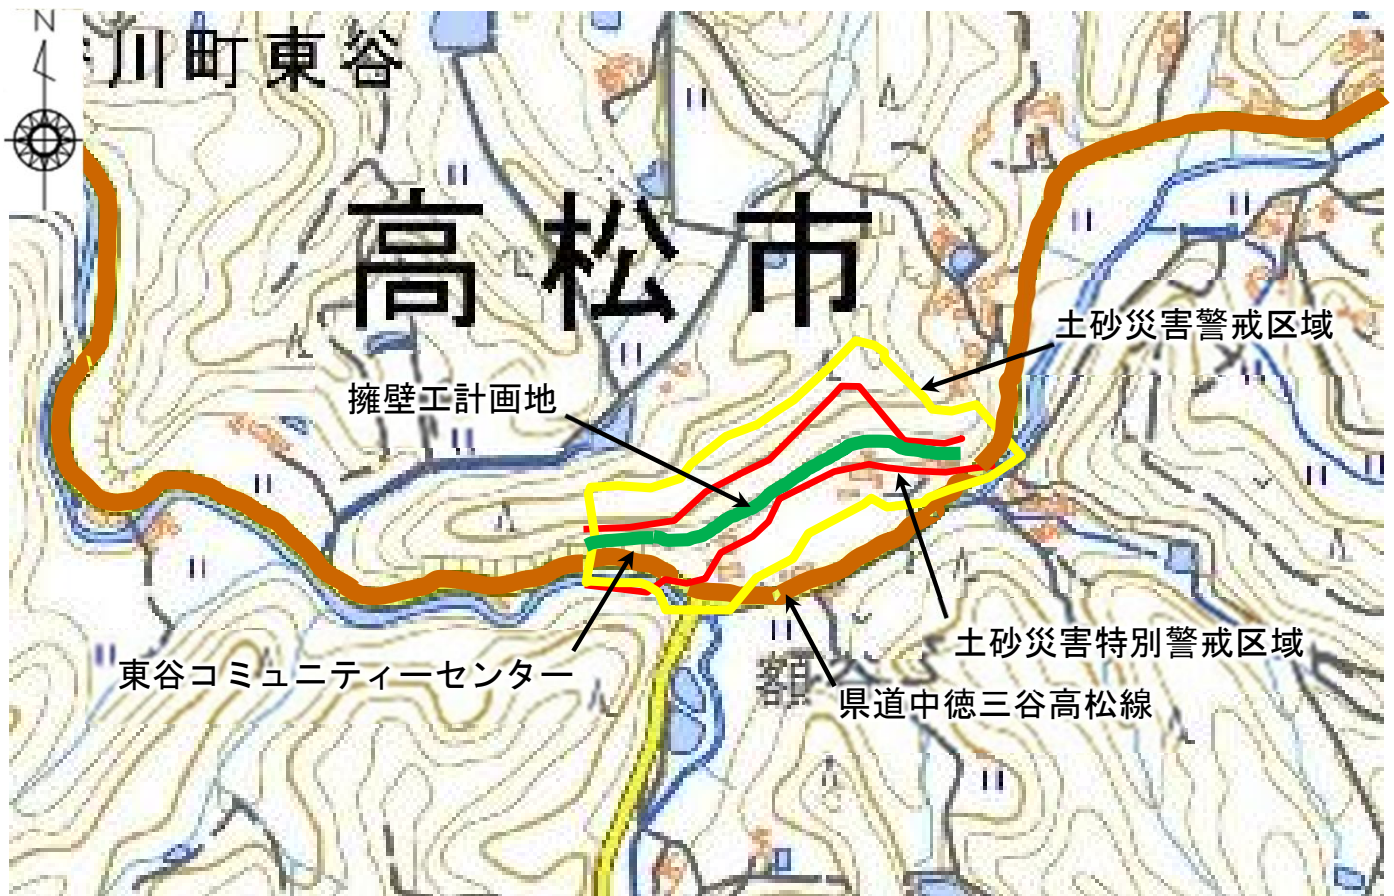 N
川町東谷
高松市
土砂災害警戒区域
擁壁工計画地
土砂災害特別警戒区域
東谷コミュニティーセンター
額谷
県道中徳三谷高松線